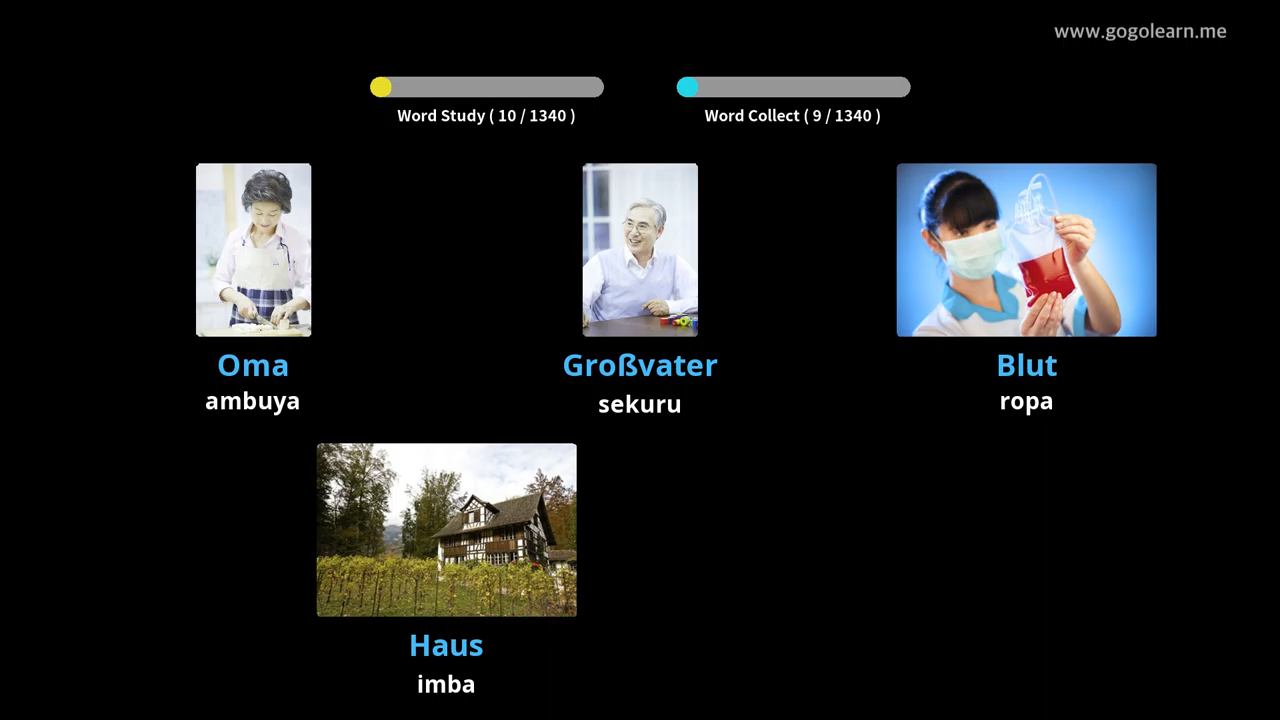 www.gogolearn.me
Word Study ( 10 / 1340 )
Word Collect ( 9 / 1340 )
Oma
ambuya
Großvater
sekuru
Blut
ropa
Haus
imba